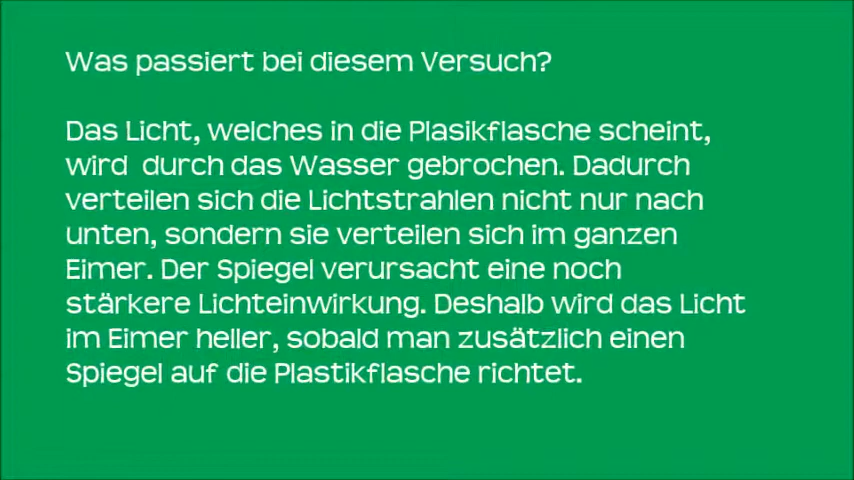 Was passiert bei diesem Versuch?
Das Licht, welches in die Plasikflasche scheint,
wird durch das Wasser gebrochen. Dadurch
verteilen sich die Lichtstrahlen nicht nur nach
unten, sondern sie verteilen sich im ganzen
Eimer. Der Spiegel verursacht eine noch
stärkere Lichteinwirkung. Deshalb wird das Licht
im Eimer heller, sobald man zusätzlich einen
Spiegel auf die Plastikflasche richtet.